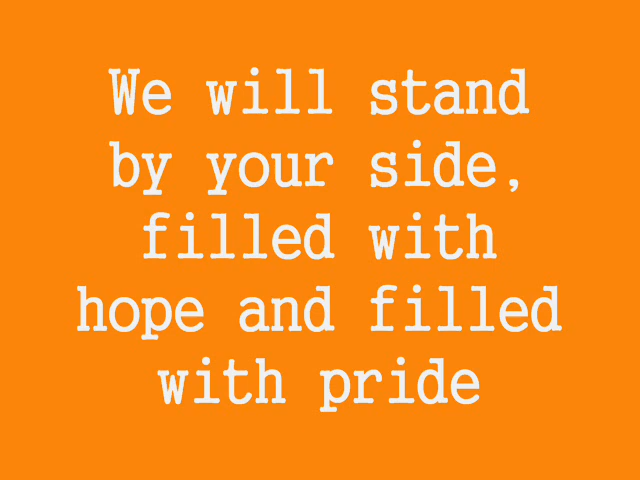 We will stand
by your side,
filled with
hope and filled
with pride